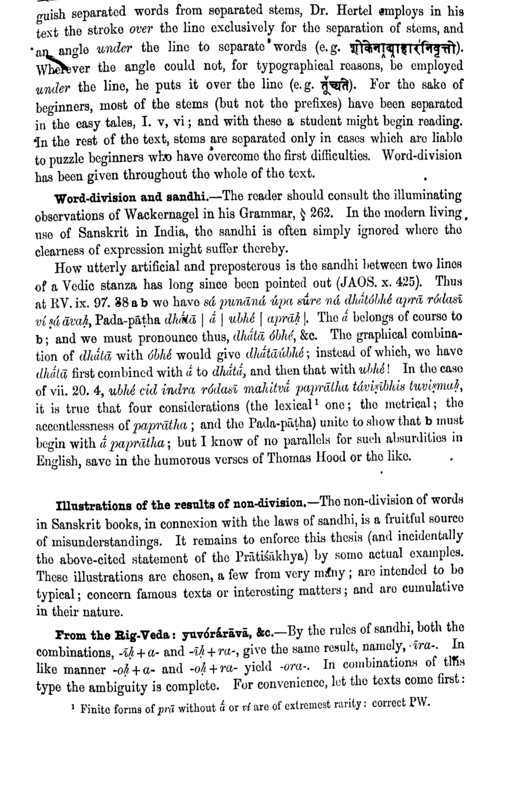 guish separated words from separated stems, Dr. Hertel employs in his
text the stroke over the line exclusively for the separation of stems, and
an angle under the line to separate words (e. g. ).
Wherever the angle could not, for typographical reasons, be employed
under the line, he puts it over the line (e. g. ). For the sake of
beginners, most of the stems (but not the prefixes) have been separated
in the easy tales, I. v, vi; and with these a student might begin reading.
In the rest of the text, stems are separated only in cases which are liable
to puzzle beginners who have overcome the first difficulties. Word-division
has been given throughout the whole of the text.
Word-division and sandhi.—The reader should consult the illuminating
observations of Wackernagel in his Grammar, § 262. In the modern living
use of Sanskrit in India, the sandhi is often simply ignored where the
clearness of expression might suffer thereby.
How utterly artificial and preposterous is the sandhi between two lines
of a Vedic stanza has long since been pointed out (JAOS. x. 425). Thus
at RV. ix. 97. 38 a b we have sá punāná úpa súre ná dhā́tóbhé aprā ródasī
ví ṣá āvaḥ, Pada-pāṭha dhā́tā | ā́ | ubhé | aprāḥ |. The ā́ belongs of course to
b; and we must pronounce thus, dhā́tā óbhé, &c. The graphical combina-
tion of dhā́tā with óbhé would give dhā́tāúbhé; instead of which, we have
dhā́tā first combined with ā́ to dhā́tā́, and then that with ubhé! In the case
of vii. 20. 4, ubhé cid indra ródasī mahitvā́ paprātha táviṣībhis tuviṣmaḥ,
it is true that four considerations (the lexical¹ one; the metrical; the
accentlessness of paprātha; and the Pada-pāṭha) unite to show that b must
begin with ā́ paprātha; but I know of no parallels for such absurdities in
English, save in the humorous verses of Thomas Hood or the like.
Illustrations of the results of non-division.—The non-division of words
in Sanskrit books, in connexion with the laws of sandhi, is a fruitful source
of misunderstandings. It remains to enforce this thesis (and incidentally
the above-cited statement of the Prātiśākhya) by some actual examples.
These illustrations are chosen, a few from very many; are intended to be
typical; concern famous texts or interesting matters; and are cumulative
in their nature.
From the Rig-Veda: yuvórárāvā, &c.—By the rules of sandhi, both the
combinations, -īḥ + a- and -iḥ + ra-, give the same result, namely, -īra-. In
like manner -oḥ + a- and -oḥ + ra- yield -ora-. In combinations of this
type the ambiguity is complete. For convenience, let the texts come first:
¹ Finite forms of prā without ā́ or ví are of extremest rarity: correct PW.